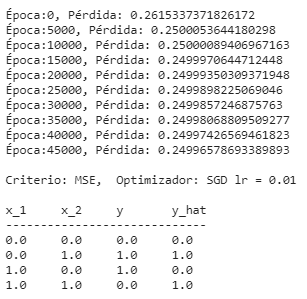 Época:0, Pérdida: 0.2615337371826172
Época:5000, Pérdida: 0.2500053644180298
Época:10000, Pérdida: 0.25000089406967163
Época:15000, Pérdida: 0.2499970644712448
Época:20000, Pérdida: 0.24999350309371948
Época:25000, Pérdida: 0.2499898225069046
Época:30000, Pérdida: 0.2499857246875763
Época:35000, Pérdida: 0.24998068809509277
Época:40000, Pérdida: 0.24997426569461823
Época:45000, Pérdida: 0.24996578693389893
Criterio: MSE,  Optimizador: SGD lr = 0.01
x_1 x_2 y y_hat
-----------------------------
0.0 0.0 0.0 0.0
0.0 1.0 1.0 1.0
1.0 0.0 1.0 0.0
1.0 1.0 0.0 1.0